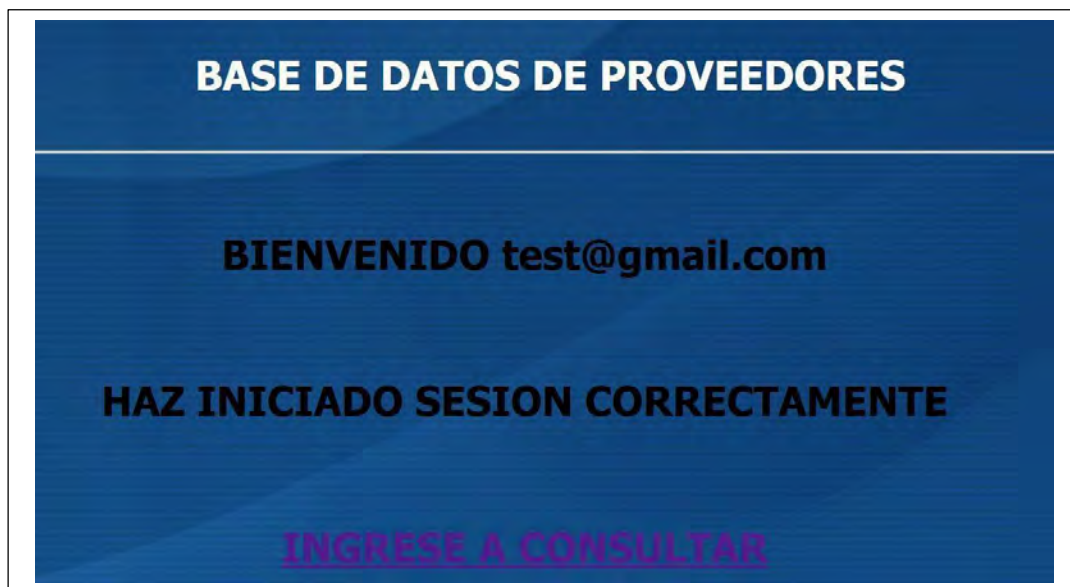 BASE DE DATOS DE PROVEEDORES
BIENVENIDO test@gmail.com
HAZ INICIADO SESION CORRECTAMENTE
INGRESE A CONSULTAR